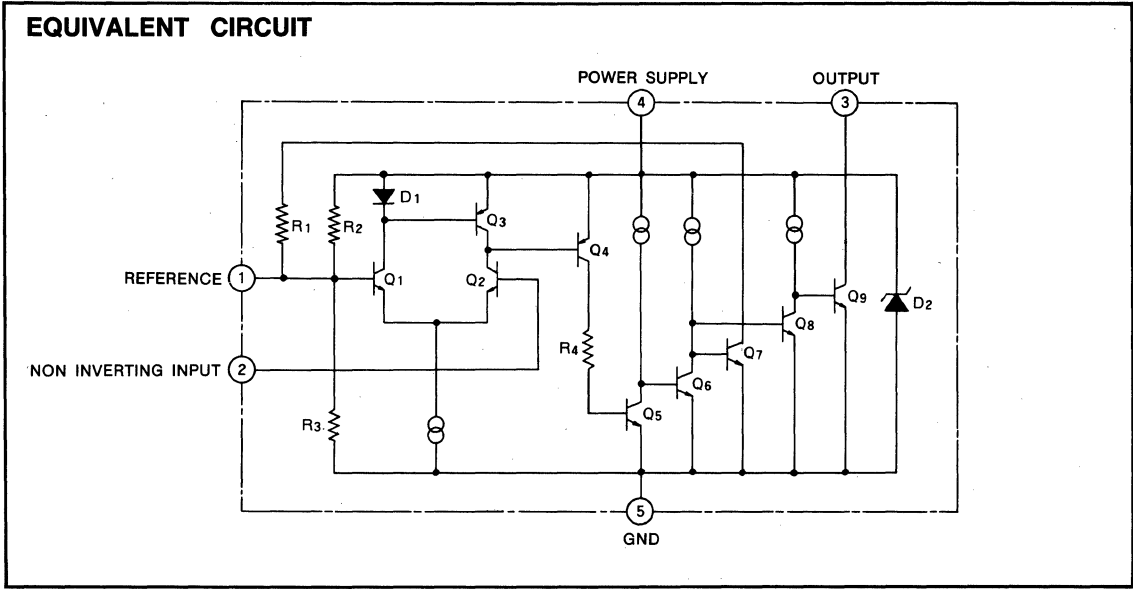 EQUIVALENT CIRCUIT
POWER SUPPLY
OUTPUT
4
3
D1
Q3
R1
R2
Q4
REFERENCE
1
Q1
Q2
Q9
D2
Q8
R4
Q7
NON INVERTING INPUT
2
Q6
Q5
R3
5
GND